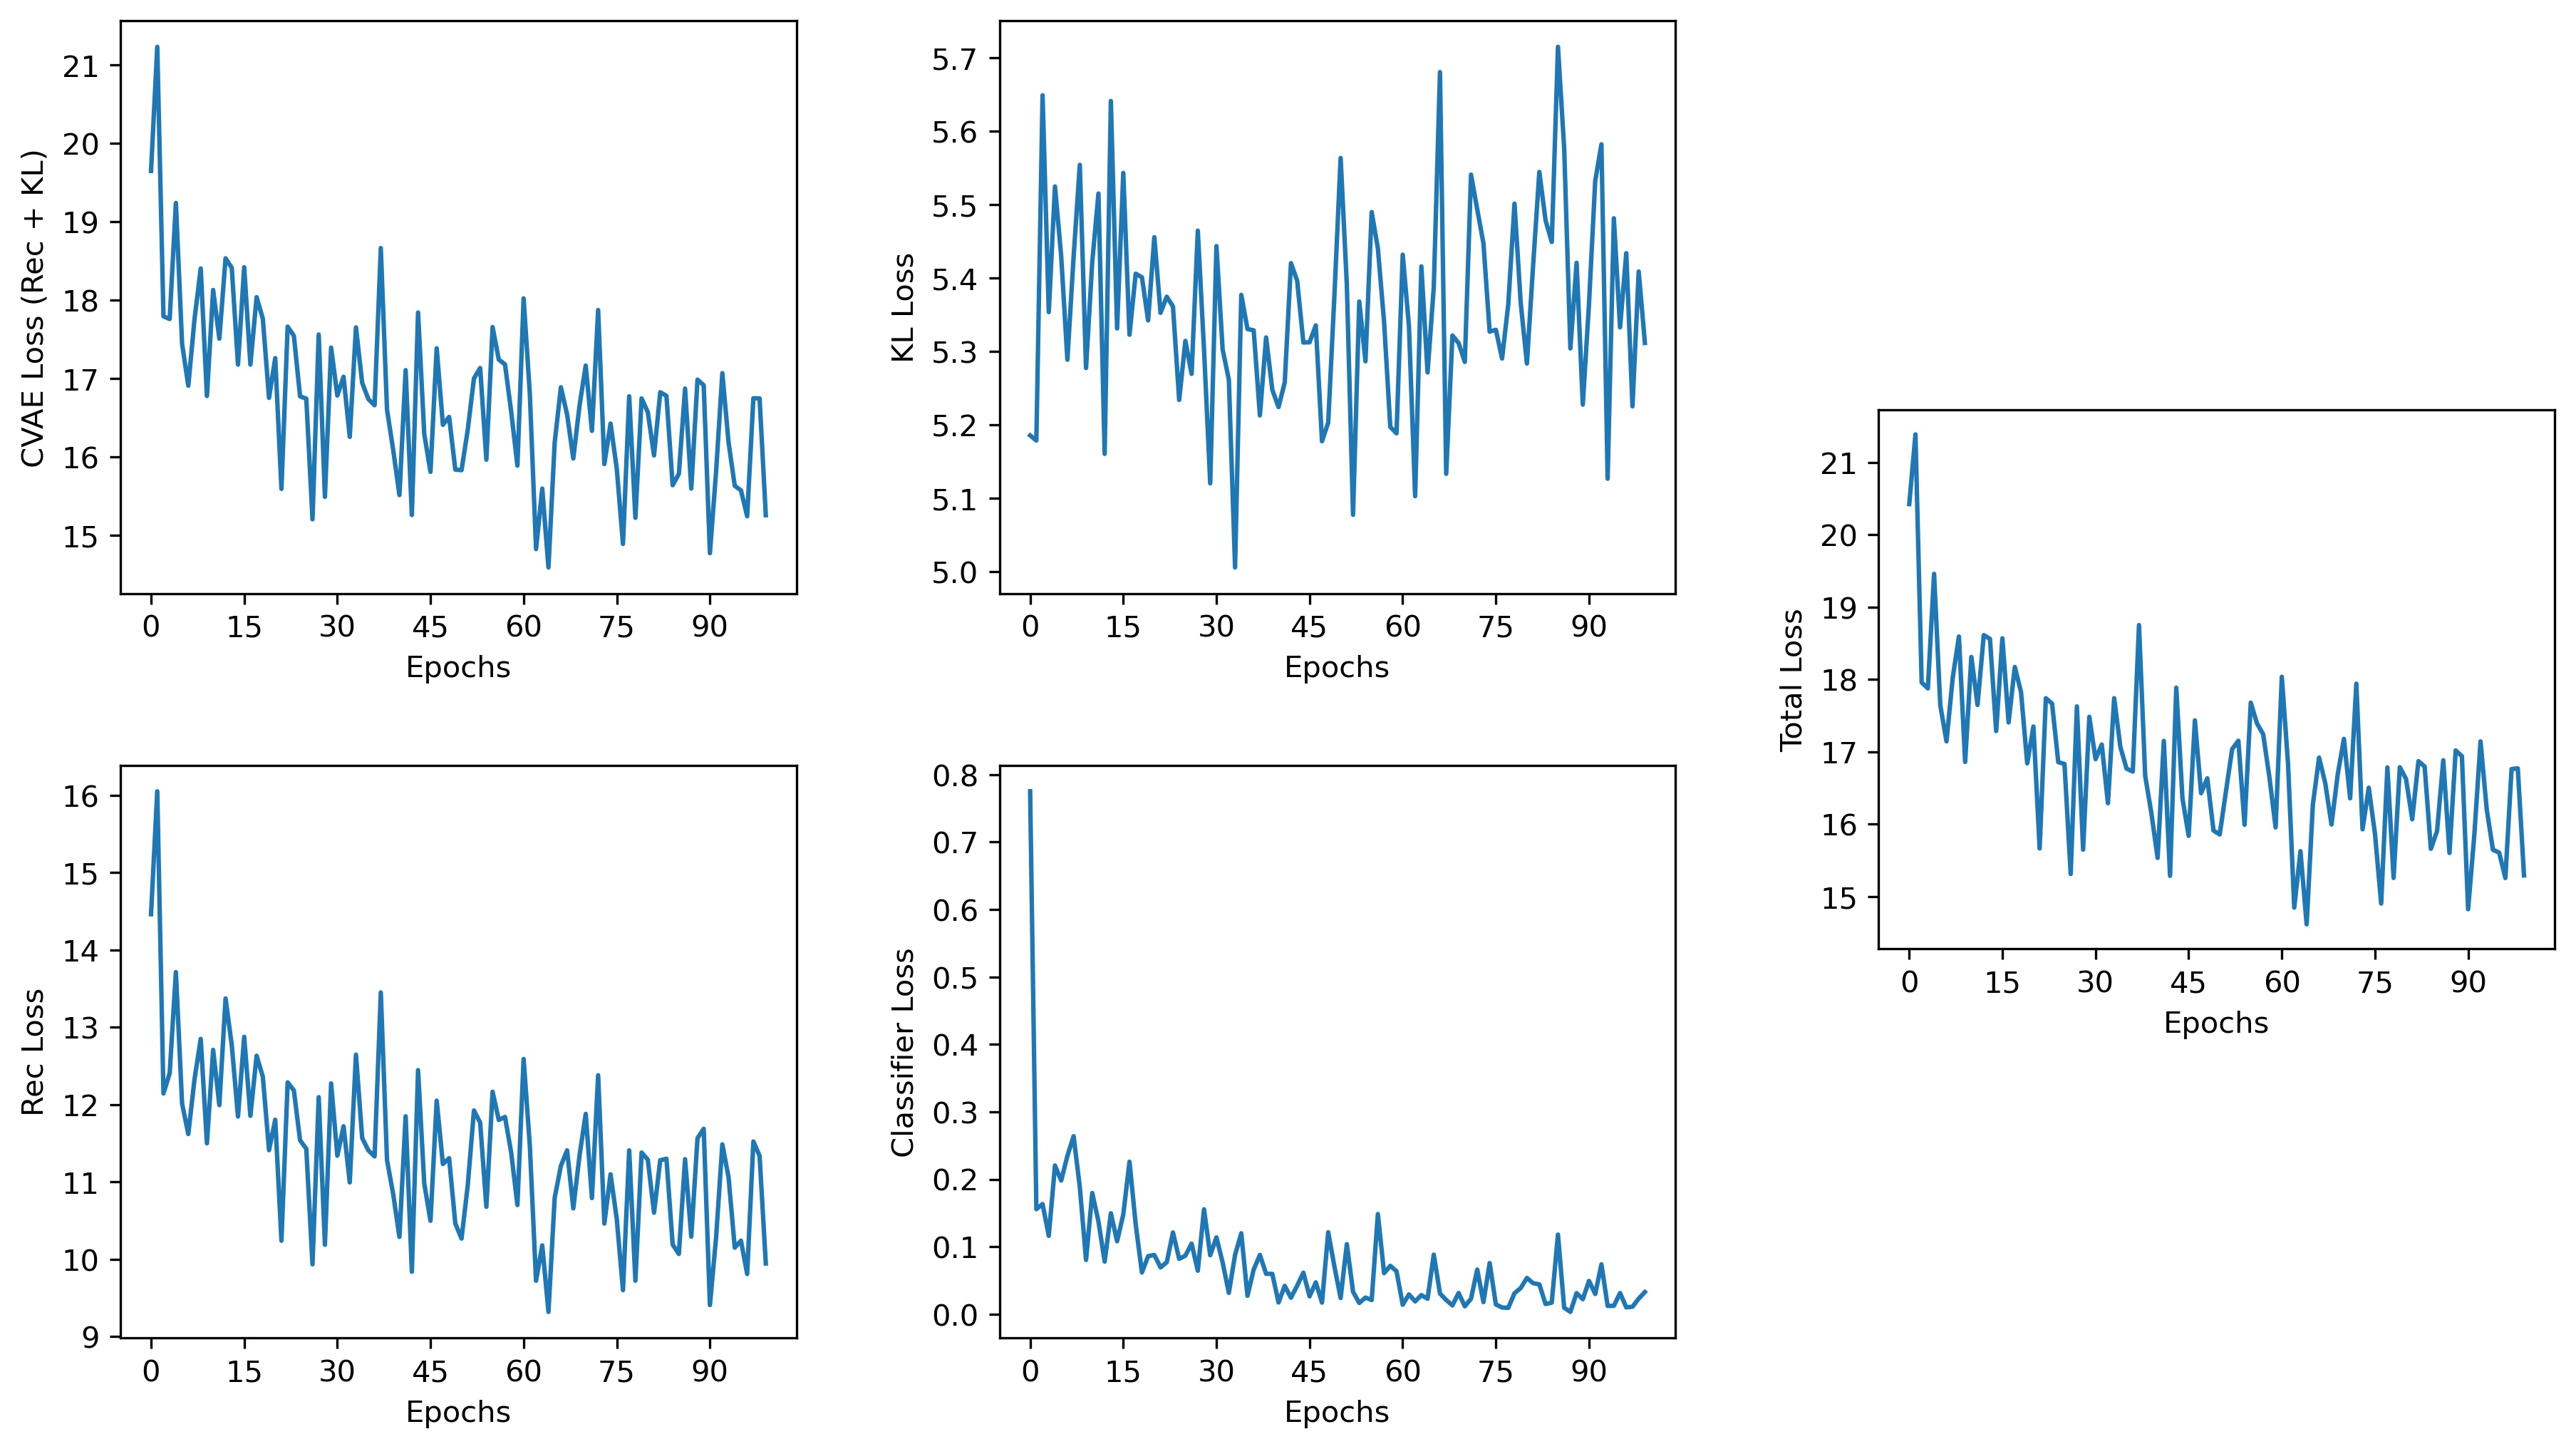 CVAE Loss (Rec + KL)
21
20
19
18
17
16
15
0 15 30 45 60 75 90
Epochs
KL Loss
5.7
5.6
5.5
5.4
5.3
5.2
5.1
5.0
0 15 30 45 60 75 90
Epochs
Rec Loss
16
15
14
13
12
11
10
9
0 15 30 45 60 75 90
Epochs
Classifier Loss
0.8
0.7
0.6
0.5
0.4
0.3
0.2
0.1
0.0
0 15 30 45 60 75 90
Epochs
Total Loss
21
20
19
18
17
16
15
0 15 30 45 60 75 90
Epochs